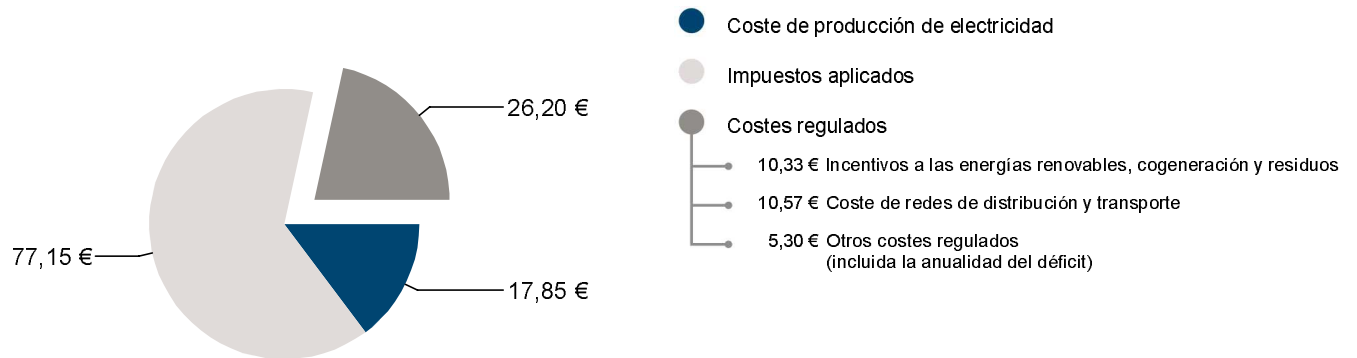 26,20 €
77,15 €
17,85 €
Coste de producción de electricidad
Impuestos aplicados
Costes regulados
10,33 € Incentivos a las energías renovables, cogeneración y residuos
10,57 € Coste de redes de distribución y transporte
5,30 € Otros costes regulados
(incluida la anualidad del déficit)